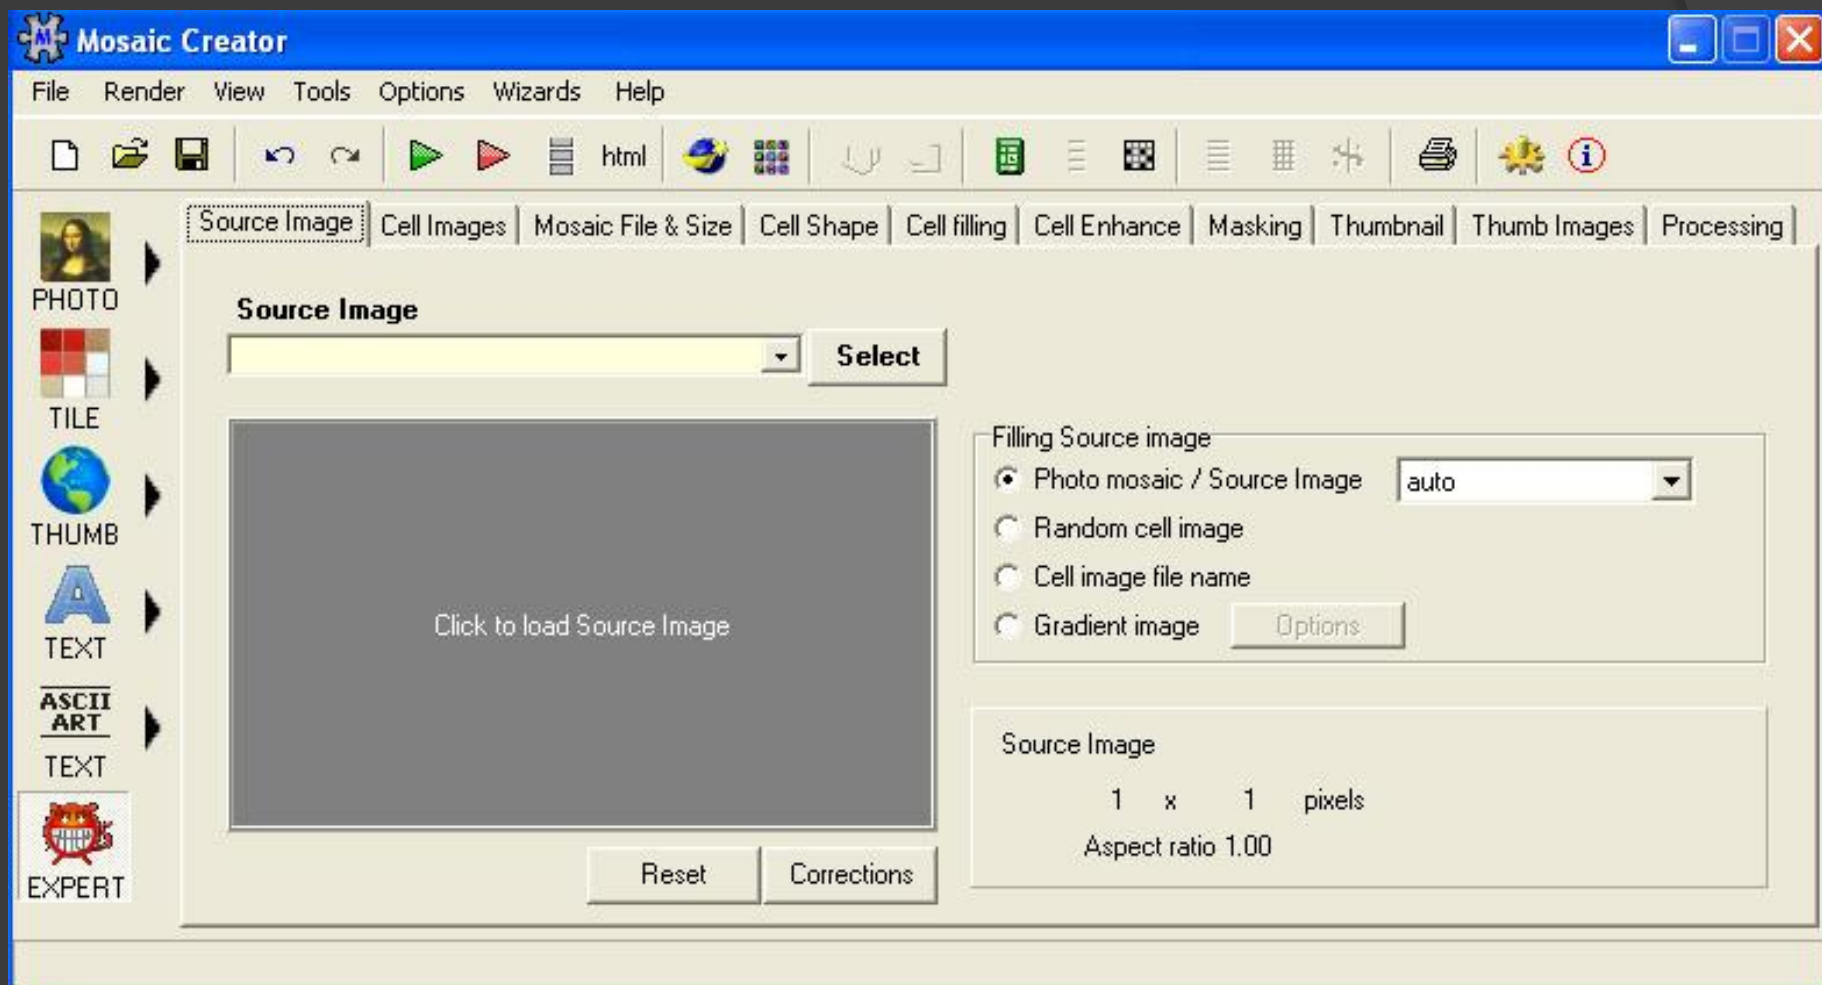 Mosaic Creator
File Render View Tools Options Wizards Help
html
Source Image Cell Images Mosaic File & Size Cell Shape Cell filling Cell Enhance Masking Thumbnail Thumb Images Processing
PHOTO
TILE
THUMB
TEXT
ASCII
ART
TEXT
EXPERT
Source Image
Select
Click to load Source Image
Reset Corrections
Filling Source image
Photo mosaic / Source Image auto
Random cell image
Cell image file name
Gradient image Options
Source Image
1 x 1 pixels
Aspect ratio 1.00